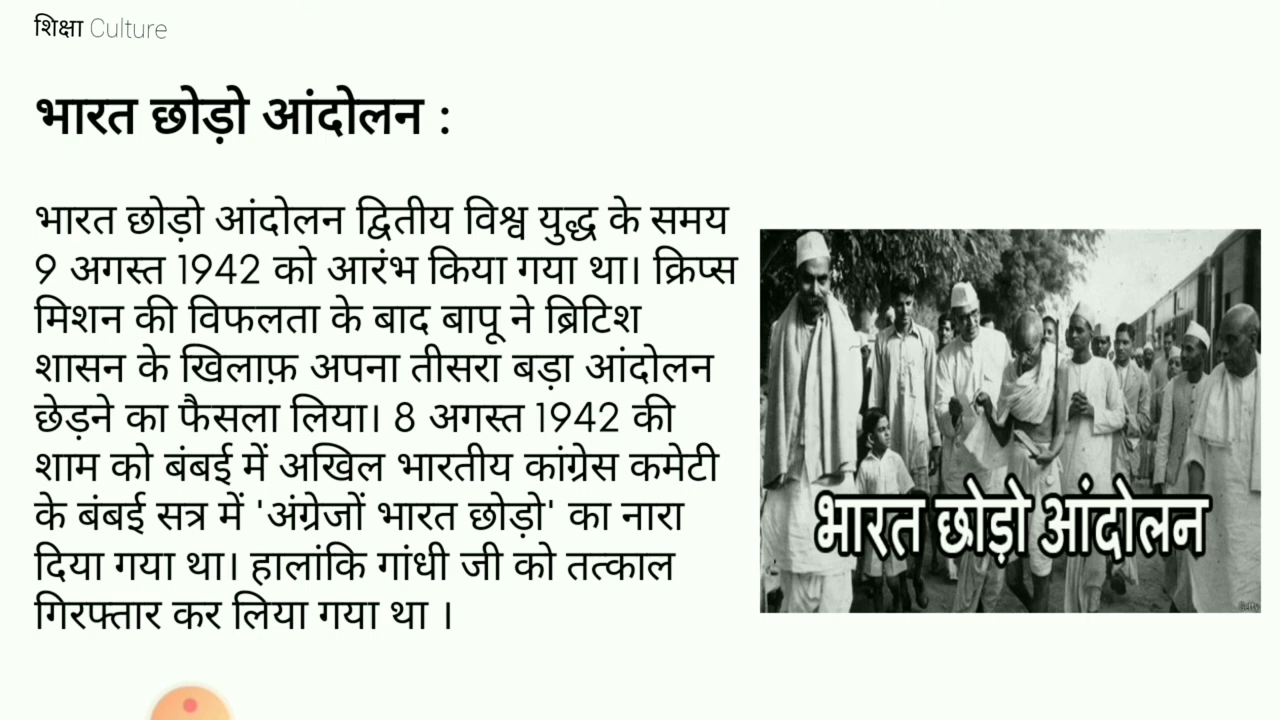 शिक्षा Culture
भारत छोड़ो आंदोलन :
भारत छोड़ो आंदोलन द्वितीय विश्व युद्ध के समय
9 अगस्त 1942 को आरंभ किया गया था। क्रिप्स
मिशन की विफलता के बाद बापू ने ब्रिटिश
शासन के खिलाफ़ अपना तीसरा बड़ा आंदोलन
छेड़ने का फैसला लिया। 8 अगस्त 1942 की
शाम को बंबई में अखिल भारतीय कांग्रेस कमेटी
के बंबई सत्र में 'अंग्रेजों भारत छोड़ो' का नारा
दिया गया था। हालांकि गांधी जी को तत्काल
गिरफ्तार कर लिया गया था ।
भारत छोड़ो आंदोलन